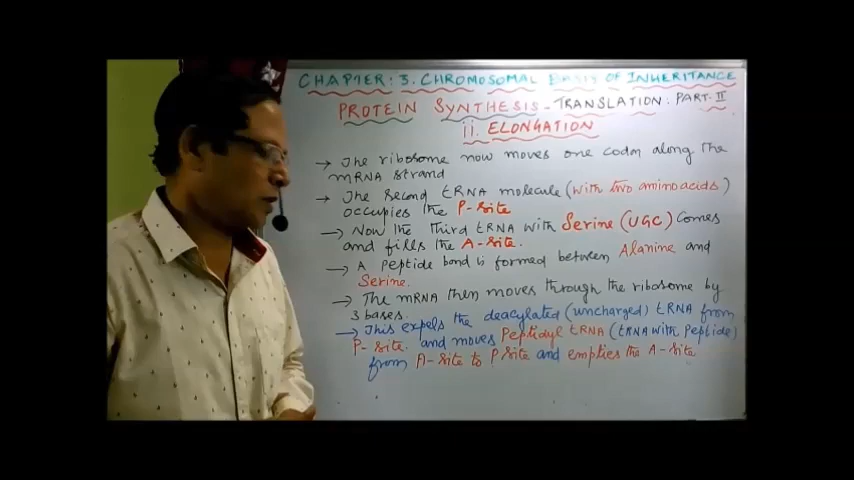 CHAPTER: 3. CHROMOSOMAL BASIS OF INHERITANCE
PROTEIN SYNTHESIS - TRANSLATION. PART-II
ii. ELONGATION
→ The ribosome now moves one codon along the
mRNA strand
→ The second tRNA molecule (with two aminoacids)
occupies the P-site
→ Now the third tRNA with Serine (UGC) comes
and fills the A-site.
→ A peptide bond is formed between Alanine and
Serine.
→ The mRNA then moves through the ribosome by
3 bases.
→ This expels the deacylated (uncharged) tRNA from
P-site. and moves Peptidyl tRNA (tRNA with Peptide)
from A-site to P site and empties the A-site